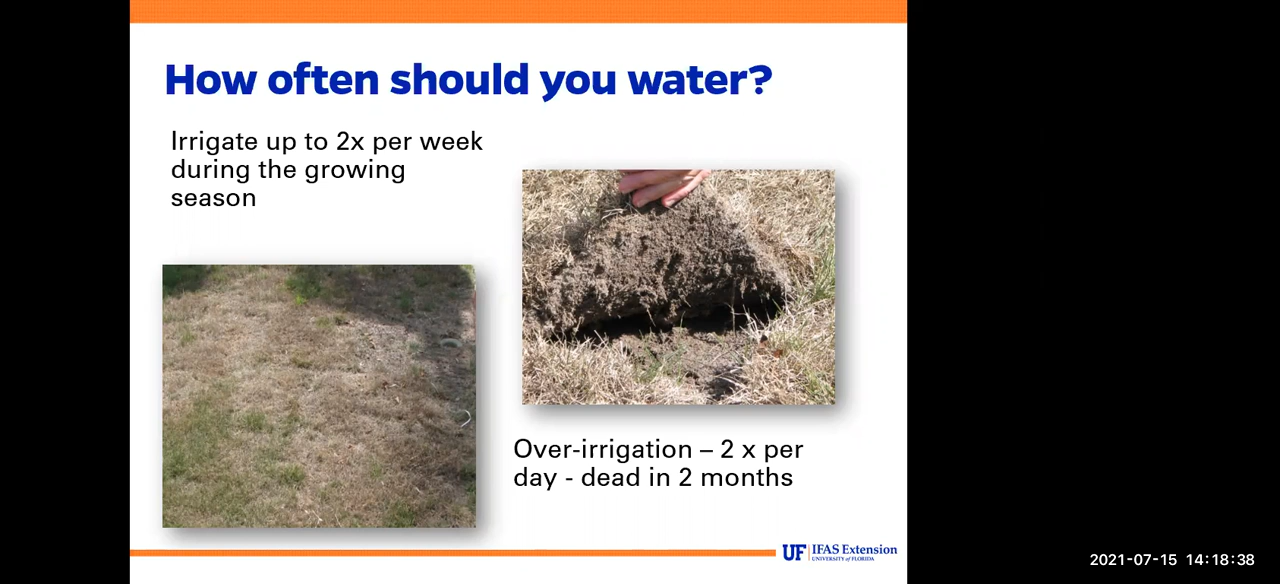 How often should you water?
Irrigate up to 2x per week
during the growing
season
Over-irrigation – 2 x per
day - dead in 2 months
UF IFAS Extension
UNIVERSITY of FLORIDA
2021-07-15 14:18:38